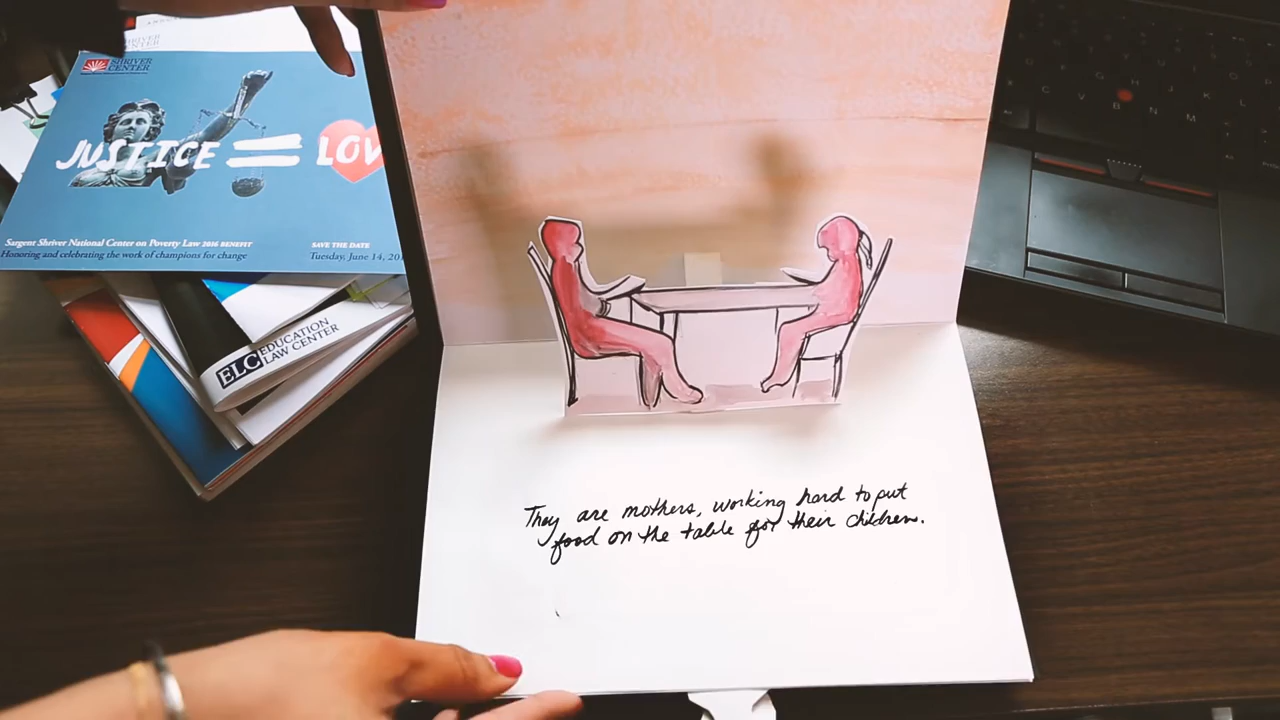 SHRIVER
CENTER
JUSTICE = LOV
Sargent Shriver National Center on Poverty Law 2016 BENEFIT
Honoring and celebrating the work of champions for change
SAVE THE DATE
Tuesday, June 14, 201
ELC EDUCATION
LAW CENTER
They are mothers, working hard to put
food on the table for their children.
G H J K L
C V B N M